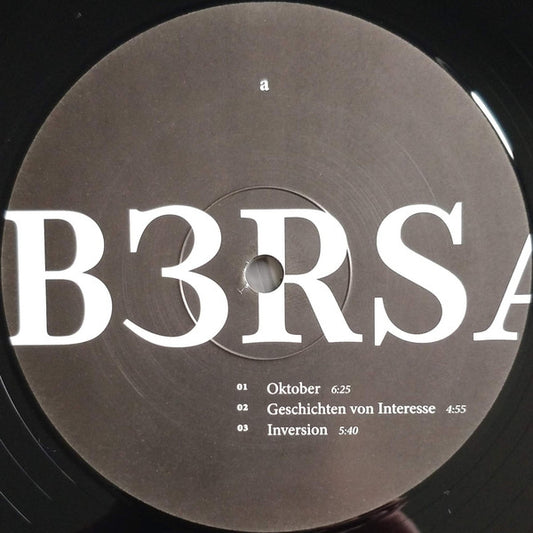 a
B3RSA
01 Oktober 6:25
02 Geschichten von Interesse 4:55
03 Inversion 5:40